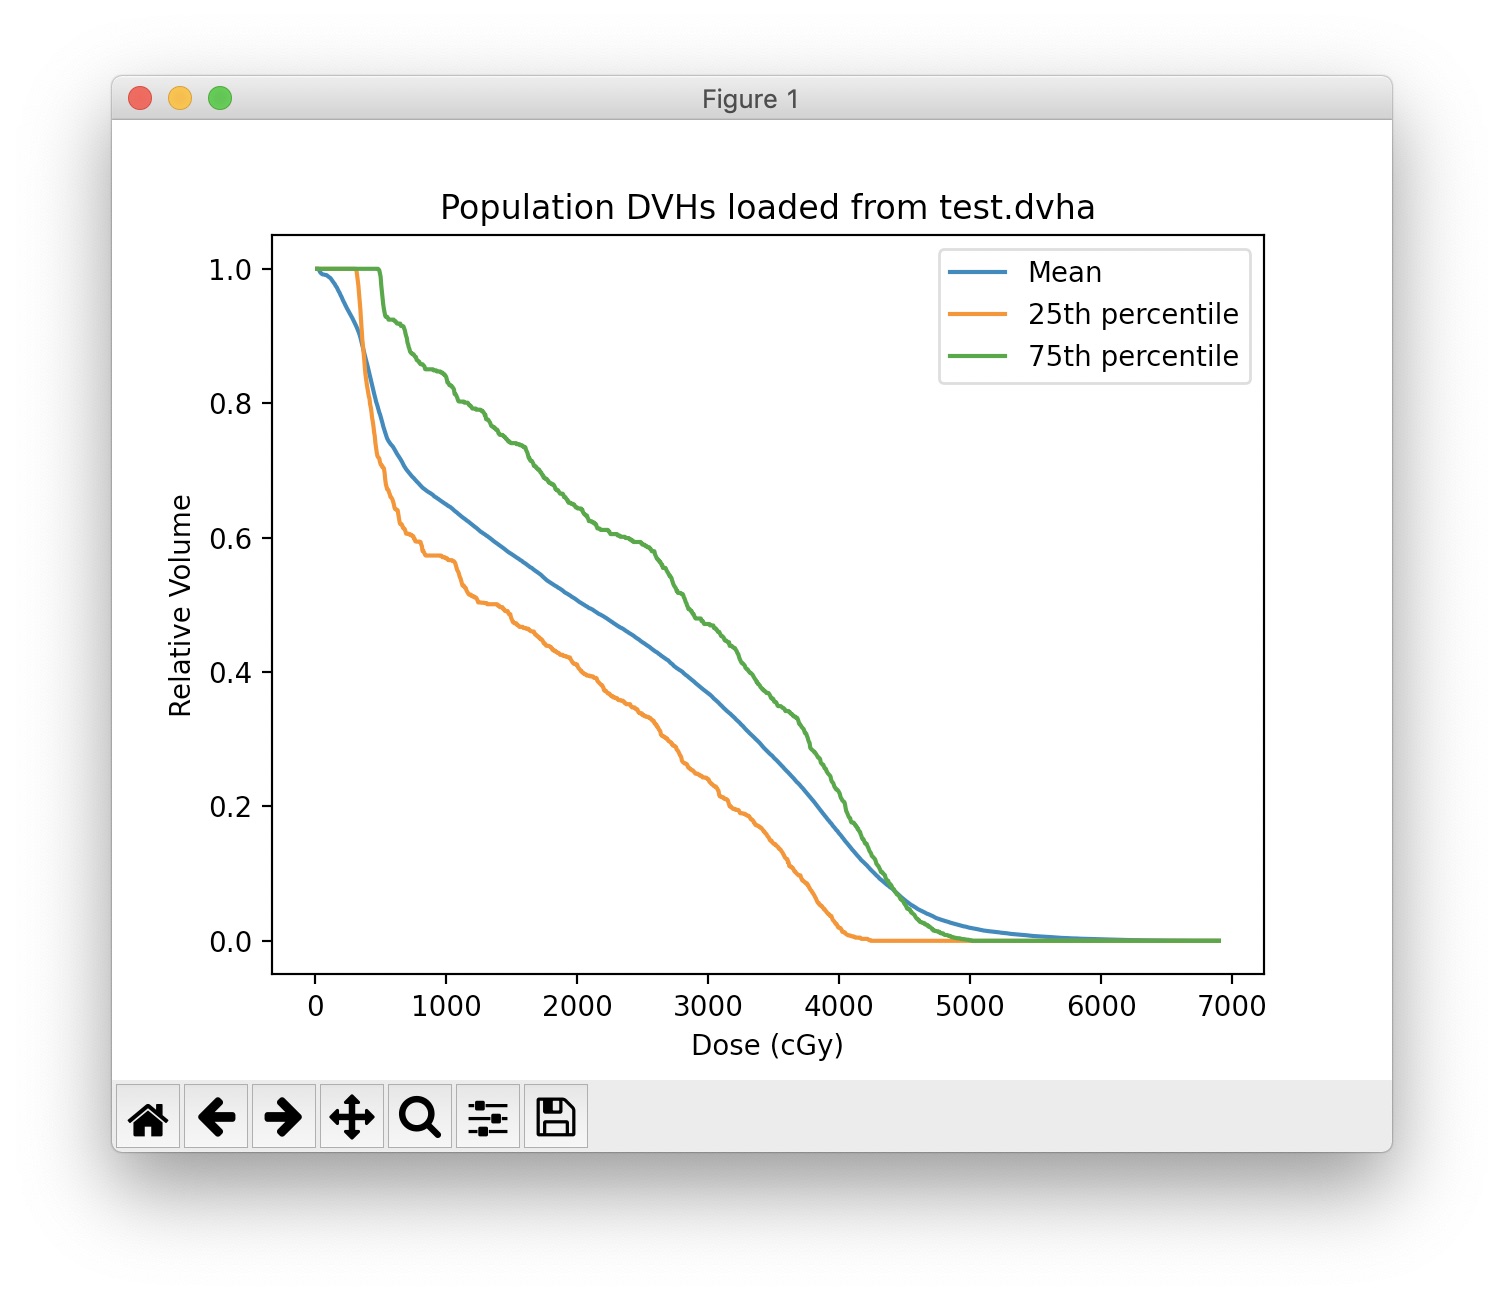 Figure 1
Population DVHs loaded from test.dvha
Mean
25th percentile
75th percentile
1.0
0.8
0.6
0.4
0.2
0.0
Relative Volume
0 1000 2000 3000 4000 5000 6000 7000
Dose (cGy)